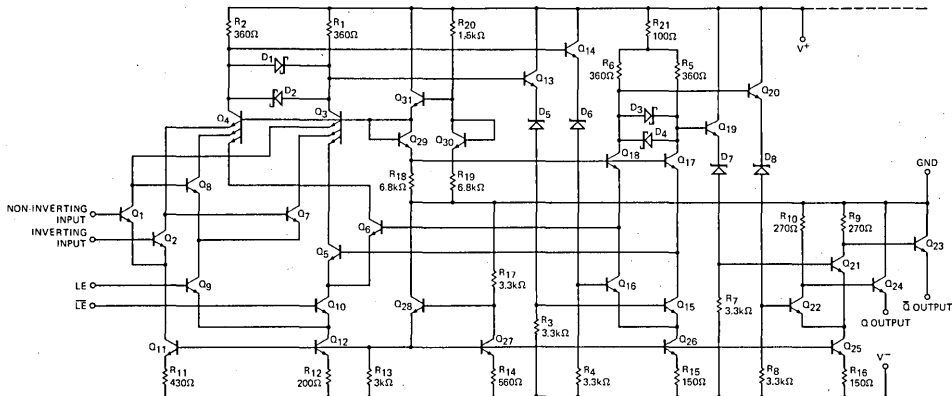 R2
360Ω
R1
360Ω
R20
1,5kΩ
R21
100Ω
V+
Q14
D1
Q13
R6
360Ω
R5
360Ω
Q20
D2
Q31
D5
D6
D3
Q19
Q4
Q3
Q29
Q30
D4
D7
D8
Q18
Q17
GND
Q8
R18
6.8kΩ
R19
6.8kΩ
R10
270Ω
R9
270Ω
NON-INVERTING
INPUT
Q1
Q7
Q6
Q23
INVERTING
INPUT
Q2
Q5
Q21
R17
3.3kΩ
Q16
Q24
LE
Q9
Q̄ OUTPUT
L̅E̅
Q10
Q28
Q15
R7
3.3kΩ
Q22
Q OUTPUT
R3
3.3kΩ
Q11
Q12
Q27
Q26
Q25
V−
R11
430Ω
R12
200Ω
R13
3kΩ
R14
560Ω
R4
3.3kΩ
R15
150Ω
R8
3.3kΩ
R16
150Ω